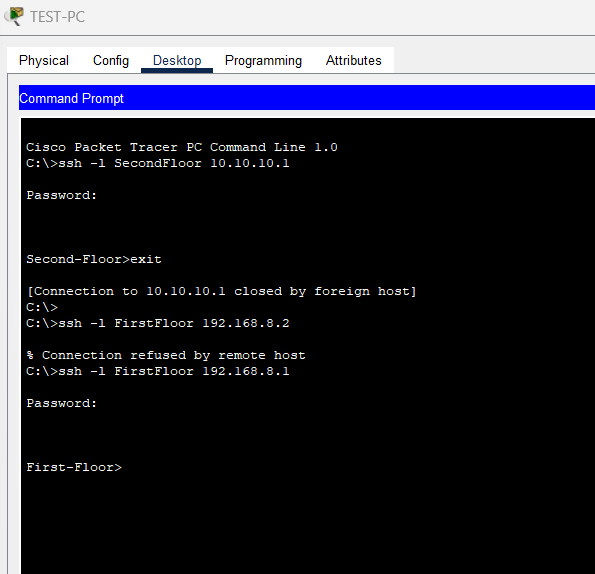 TEST-PC
Physical Config Desktop Programming Attributes
Command Prompt
Cisco Packet Tracer PC Command Line 1.0
C:\>ssh -l SecondFloor 10.10.10.1
Password:
Second-Floor>exit
[Connection to 10.10.10.1 closed by foreign host]
C:\>
C:\>ssh -l FirstFloor 192.168.8.2
% Connection refused by remote host
C:\>ssh -l FirstFloor 192.168.8.1
Password:
First-Floor>